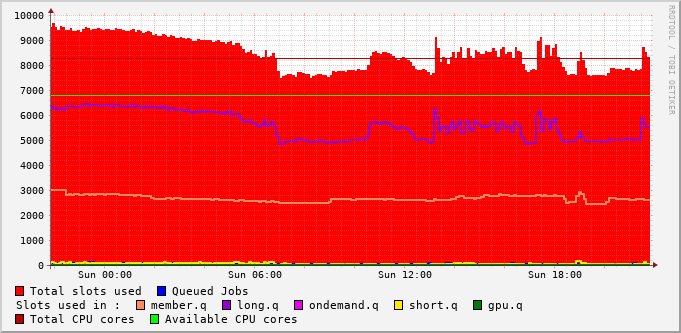 10000
9000
8000
7000
6000
5000
4000
3000
2000
1000
0
Sun 00:00 Sun 06:00 Sun 12:00 Sun 18:00
RRDTOOL / TOBI OETIKER
Total slots used Queued Jobs
Slots used in : member.q long.q ondemand.q short.q gpu.q
Total CPU cores Available CPU cores